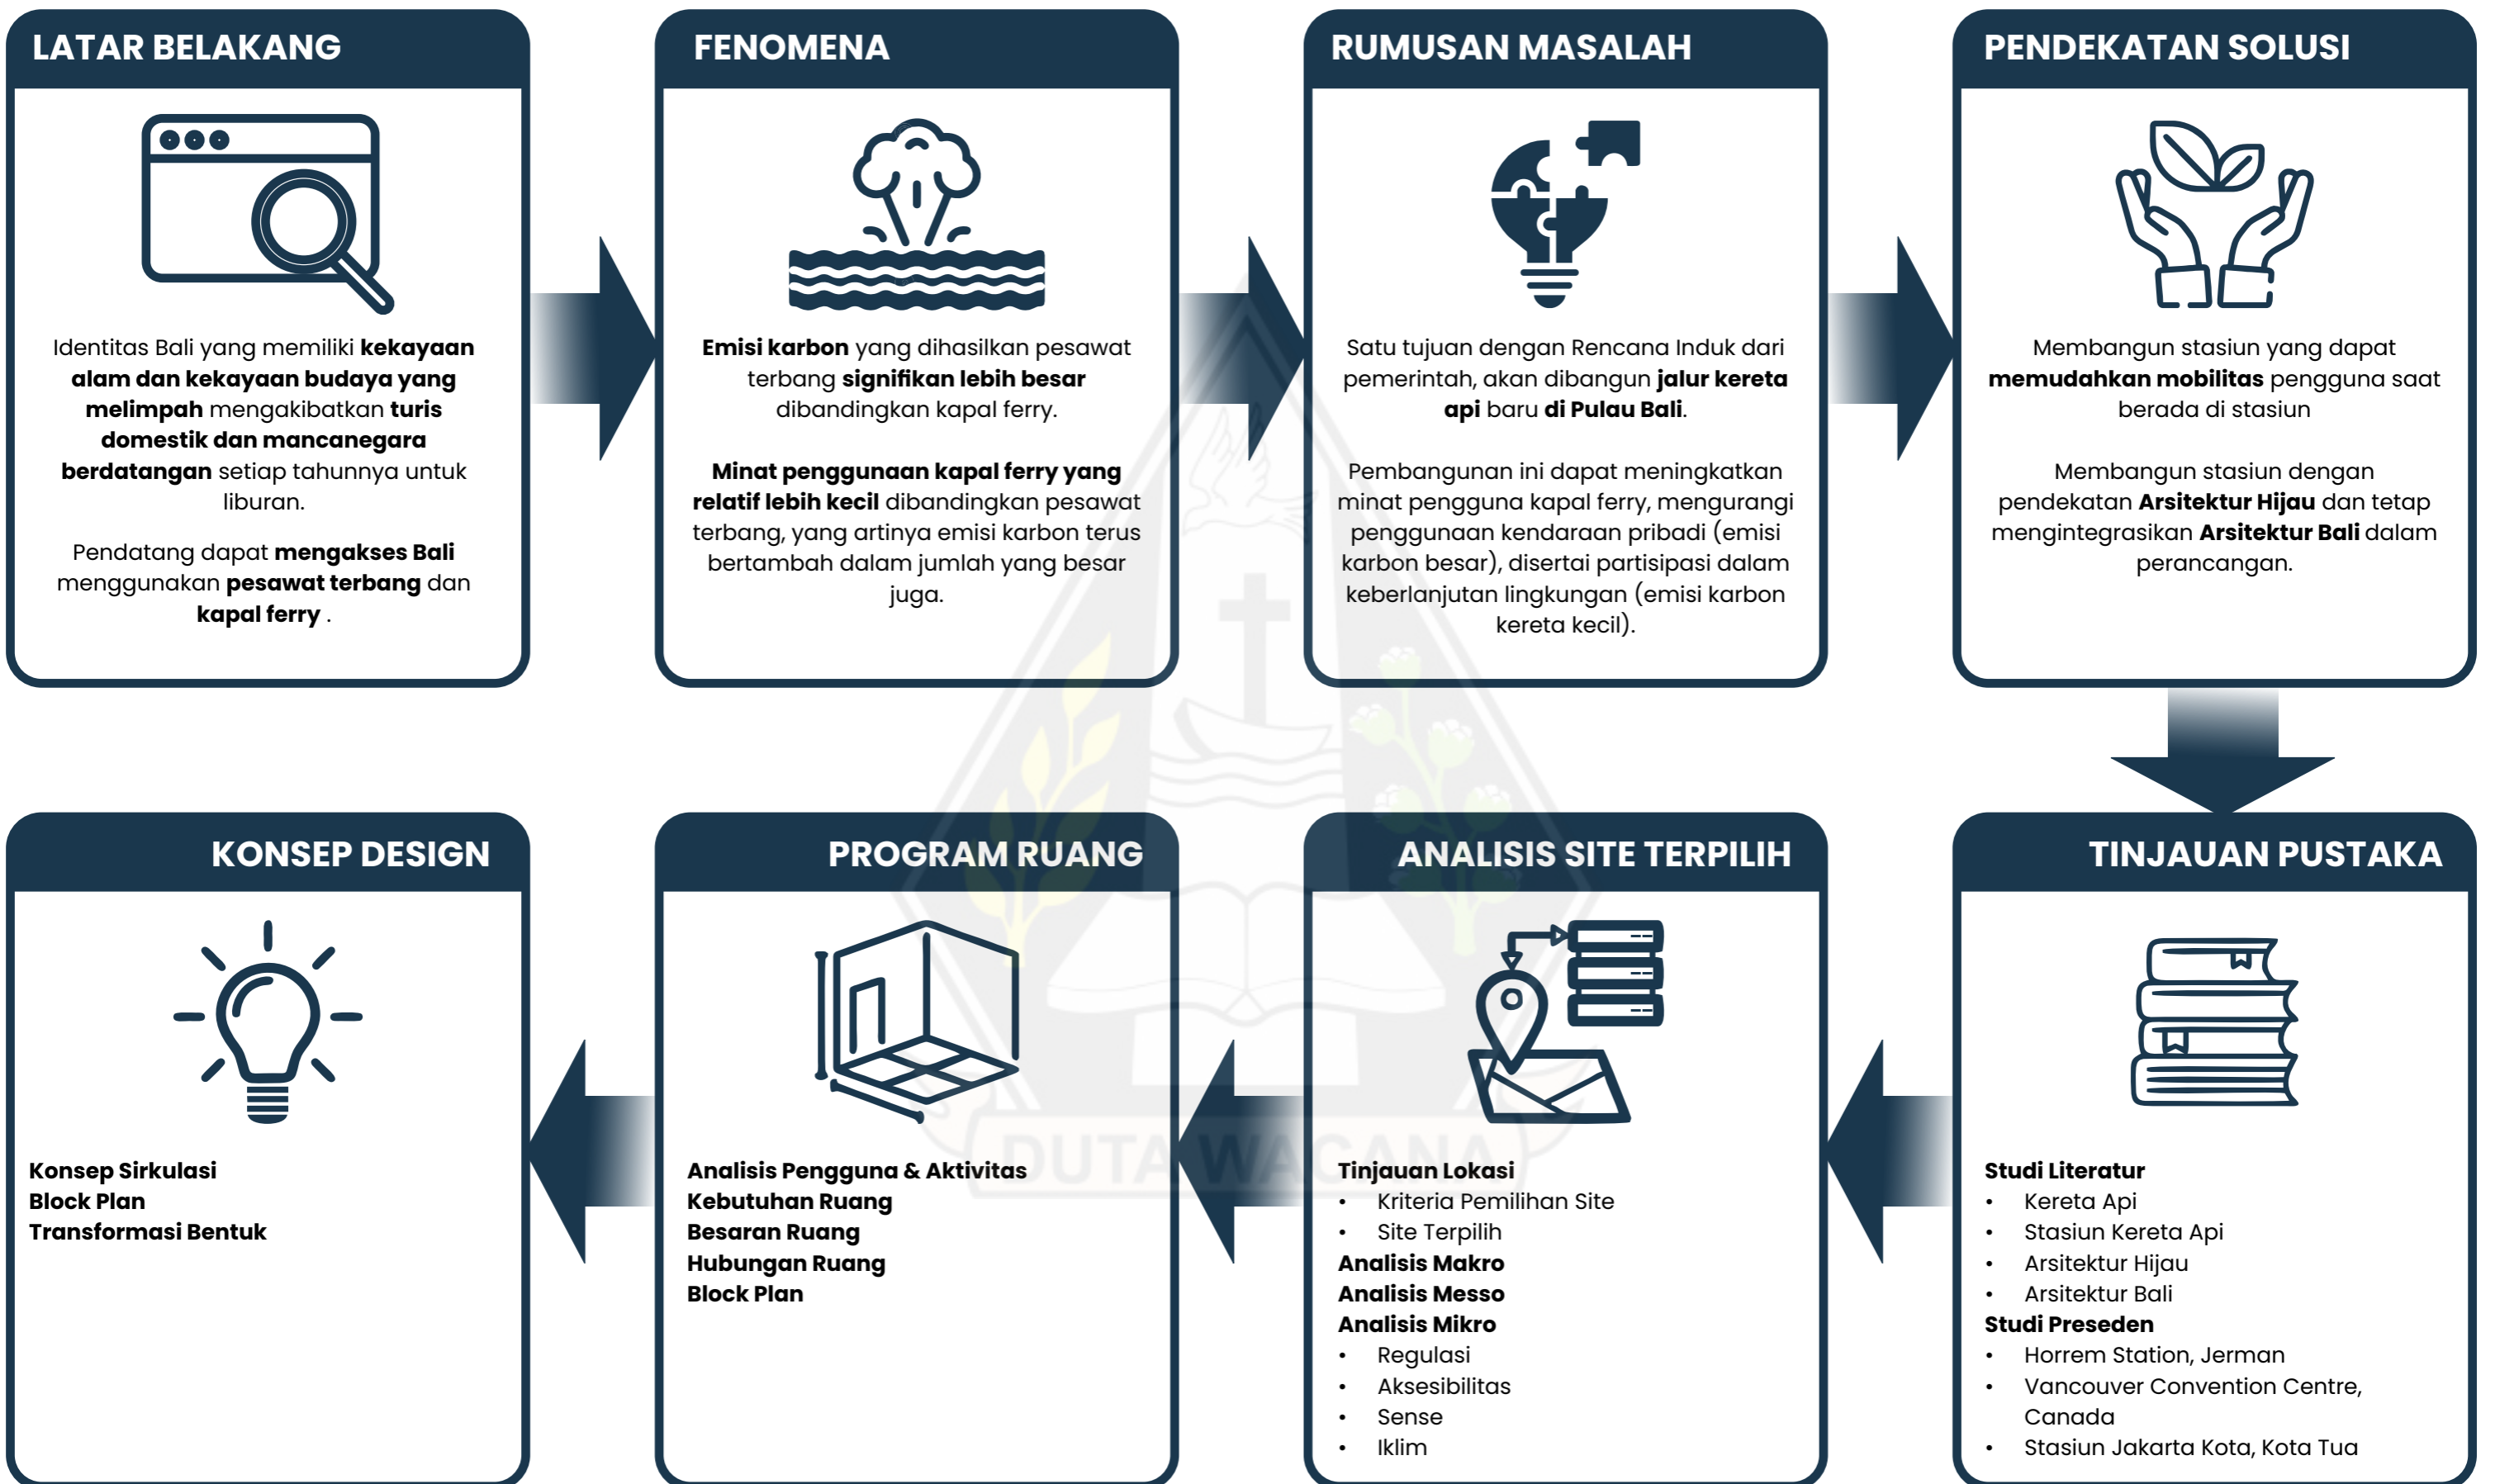 LATAR BELAKANG
Identitas Bali yang memiliki kekayaan
alam dan kekayaan budaya yang
melimpah mengakibatkan turis
domestik dan mancanegara
berdatangan setiap tahunnya untuk
liburan.
Pendatang dapat mengakses Bali
menggunakan pesawat terbang dan
kapal ferry .
FENOMENA
Emisi karbon yang dihasilkan pesawat
terbang signifikan lebih besar
dibandingkan kapal ferry.
Minat penggunaan kapal ferry yang
relatif lebih kecil dibandingkan pesawat
terbang, yang artinya emisi karbon terus
bertambah dalam jumlah yang besar
juga.
RUMUSAN MASALAH
Satu tujuan dengan Rencana Induk dari
pemerintah, akan dibangun jalur kereta
api baru di Pulau Bali.
Pembangunan ini dapat meningkatkan
minat pengguna kapal ferry, mengurangi
penggunaan kendaraan pribadi (emisi
karbon besar), disertai partisipasi dalam
keberlanjutan lingkungan (emisi karbon
kereta kecil).
PENDEKATAN SOLUSI
Membangun stasiun yang dapat
memudahkan mobilitas pengguna saat
berada di stasiun
Membangun stasiun dengan
pendekatan Arsitektur Hijau dan tetap
mengintegrasikan Arsitektur Bali dalam
perancangan.
TINJAUAN PUSTAKA
Studi Literatur
• Kereta Api
• Stasiun Kereta Api
• Arsitektur Hijau
• Arsitektur Bali
Studi Preseden
• Horrem Station, Jerman
• Vancouver Convention Centre,
Canada
• Stasiun Jakarta Kota, Kota Tua
ANALISIS SITE TERPILIH
Tinjauan Lokasi
• Kriteria Pemilihan Site
• Site Terpilih
Analisis Makro
Analisis Messo
Analisis Mikro
• Regulasi
• Aksesibilitas
• Sense
• Iklim
PROGRAM RUANG
Analisis Pengguna & Aktivitas
Kebutuhan Ruang
Besaran Ruang
Hubungan Ruang
Block Plan
KONSEP DESIGN
Konsep Sirkulasi
Block Plan
Transformasi Bentuk
DUTA WACANA